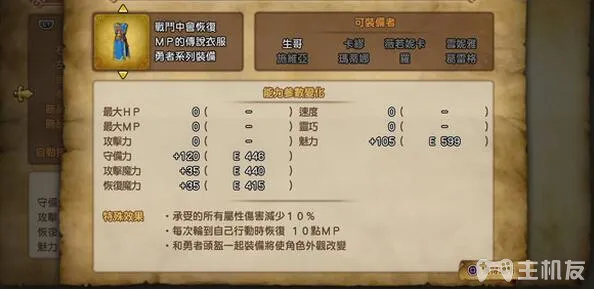 戰鬥中會恢復
MP的傳說衣服
勇者系列裝備
可裝備者
生哥 卡繆 薇若妮卡 雪妮雅
施維亞 瑪蒂娜 羅 葛雷格
能力參數變化
最大HP 0( - ) 速度 0( - )
最大MP 0( - ) 靈巧 0( - )
攻擊力 0( - ) 魅力 +105( E 599 )
守備力 +128( E 446 )
攻擊魔力 +35( E 440 )
恢復魔力 +35( E 415 )
特殊效果 ・承受的所有屬性傷害減少10%
・每次輪到自己行動時恢復 10點MP
・和勇者頭盔一起裝備將使角色外觀改變
自動
守
攻擊
恢復
魅力
主机友